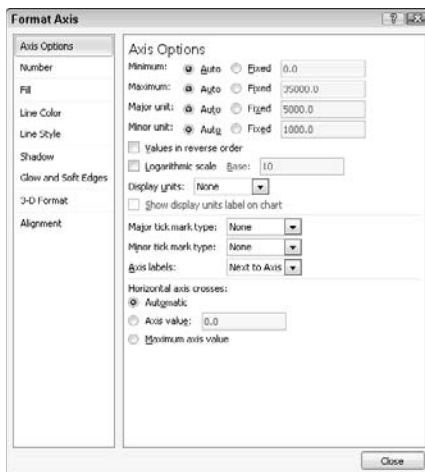 Format Axis
Axis Options
Number
Fill
Line Color
Line Style
Shadow
Glow and Soft Edges
3-D Format
Alignment
Axis Options
Minimum: Auto Fixed 0.0
Maximum: Auto Fixed 35000.0
Major unit: Auto Fixed 5000.0
Minor unit: Auto Fixed 1000.0
Values in reverse order
Logarithmic scale Base: 10
Display units: None
Show display units label on chart
Major tick mark type: None
Minor tick mark type: None
Axis labels: Next to Axis
Horizontal axis crosses:
Automatic
Axis value: 0.0
Maximum axis value
Close